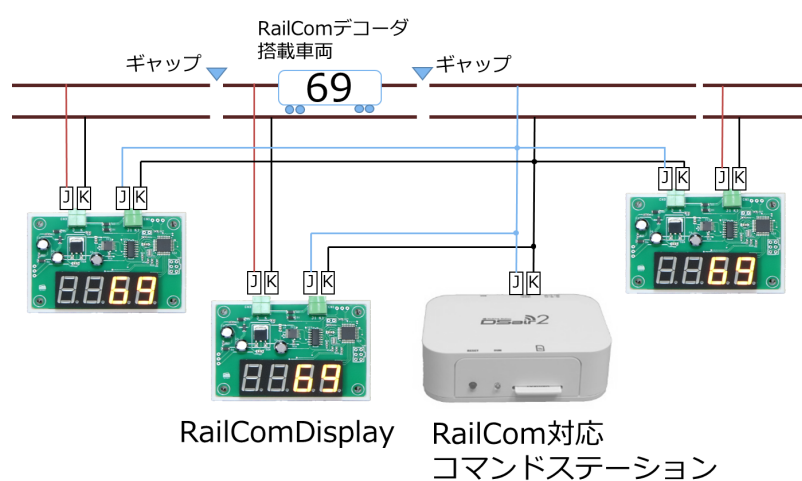 RailComデコーダ
搭載車両
ギャップ
ギャップ
69
J K
J K
J K
J K
J K
J K
J K
69
69
69
DSair2
RailComDisplay
RailCom対応
コマンドステーション